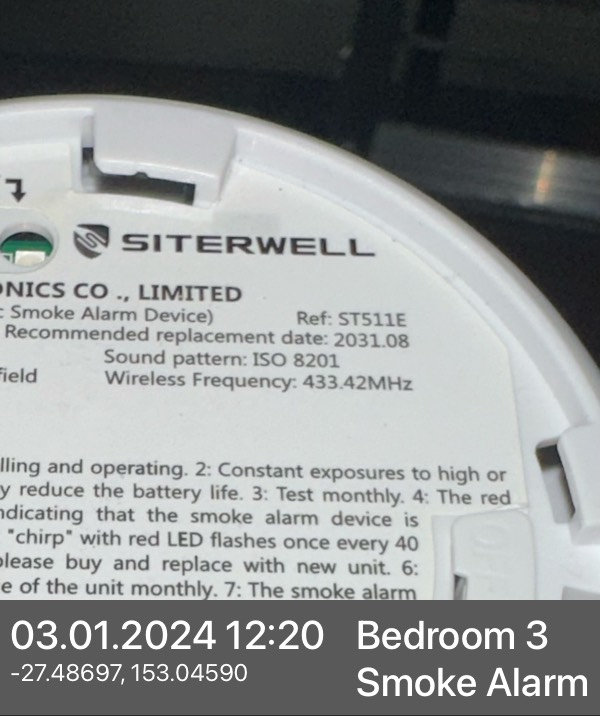 SITERWELL
ONICS CO ., LIMITED
: Smoke Alarm Device)
Ref: ST511E
Recommended replacement date: 2031.08
Sound pattern: ISO 8201
field
Wireless Frequency: 433.42MHz
lling and operating. 2: Constant exposures to high or
y reduce the battery life. 3: Test monthly. 4: The red
ndicating that the smoke alarm device is
"chirp" with red LED flashes once every 40
please buy and replace with new unit. 6:
e of the unit monthly. 7: The smoke alarm
03.01.2024 12:20
-27.48697, 153.04590
Bedroom 3
Smoke Alarm